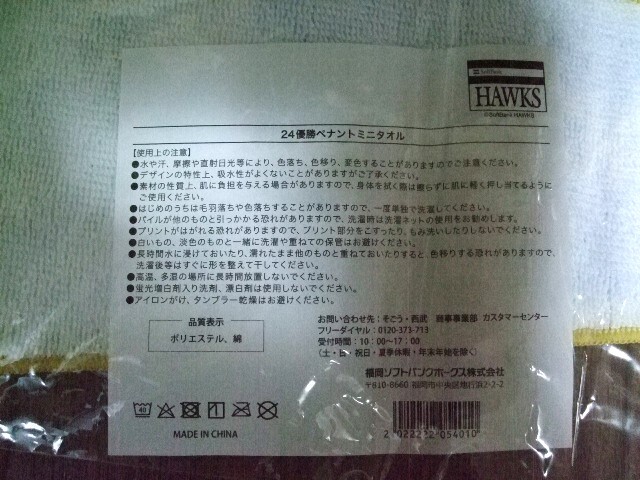 SoftBank
HAWKS
©SoftBank HAWKS
24優勝ペナントミニタオル
【使用上の注意】
●水や汗、摩擦や直射日光等により、色落ち、色移り、変色することがありますのでご注意ください。
●デザインの特性上、吸水性がよくないことがありますがご了承ください。
●素材の性質上、肌に負担を与える場合がありますので、身体を拭く際は擦らずに肌に軽く押し当てるように
ご使用ください。
●はじめのうちは毛羽落ちや色落ちすることがありますので、一度単独で洗濯してください。
●パイルが他のものと引っかかる恐れがありますので、洗濯時は洗濯ネットの使用をお勧めします。
●プリントがはがれる恐れがありますので、プリント部分をこすったり、もみ洗いしたりしないでください。
●白いもの、淡色のものと一緒に洗濯や重ねての保管はお避けください。
●長時間水に浸けておいたり、濡れたまま他のものと重ねておいたりすると、色移りする恐れがありますので、
洗濯後等はすぐに形を整えて干してください。
●高温、多湿の場所に長時間放置しないでください。
●蛍光増白剤入り洗剤、漂白剤は使用しないでください。
●アイロンがけ、タンブラー乾燥はお避けください。
品質表示
ポリエステル、綿
お問い合わせ先：そごう・西武 商事事業部 カスタマーセンター
フリーダイヤル：0120-373-713
受付時間：10：00～17：00
（土・日・祝日・夏季休暇・年末年始を除く）
福岡ソフトバンクホークス株式会社
〒810-8660 福岡市中央区地行浜2-2-2
40
MADE IN CHINA
2 022222 054010